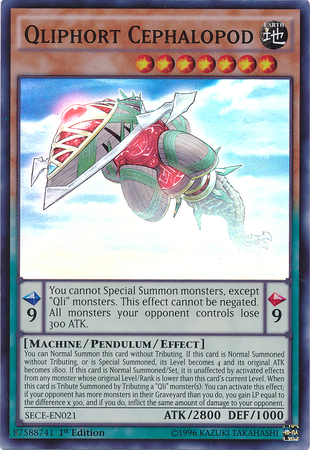 QLIPHORT CEPHALOPOD
EARTH
地
9
You cannot Special Summon monsters, except
"Qli" monsters. This effect cannot be negated.
All monsters your opponent controls lose
300 ATK.
9
[MACHINE/PENDULUM/EFFECT]
You can Normal Summon this card without Tributing. If this card is Normal Summoned
without Tributing, or is Special Summoned, its Level becomes 4 and its original ATK
becomes 1800. If this card is Normal Summoned/Set, it is unaffected by activated effects
from any monster whose original Level/Rank is lower than this card's current Level. When
this card is Tribute Summoned by Tributing a "Qli" monster(s): You can activate this effect;
if your opponent has more monsters in their Graveyard than you do, you gain LP equal to
the difference x 300, and if you do, inflict the same amount of damage to your opponent.
SECE-EN021
ATK/2800 DEF/1000
F7588741
1st Edition
©1996 KAZUKI TAKAHASHI